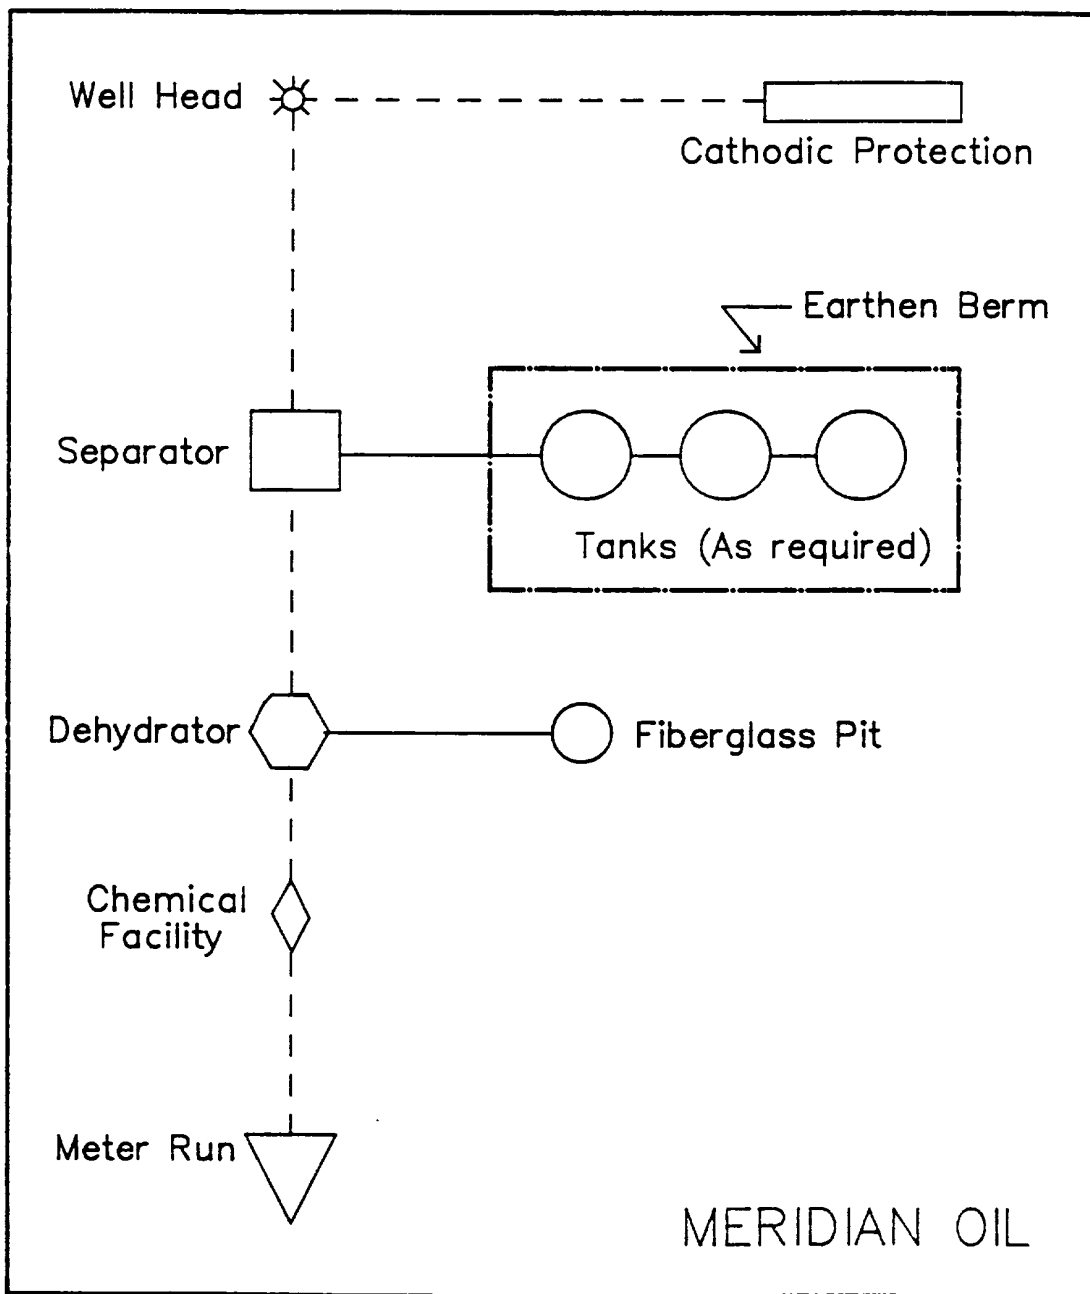 Well Head
Cathodic Protection
Earthen Berm
Separator
Tanks (As required)
Dehydrator
Fiberglass Pit
Chemical
Facility
Meter Run
MERIDIAN OIL